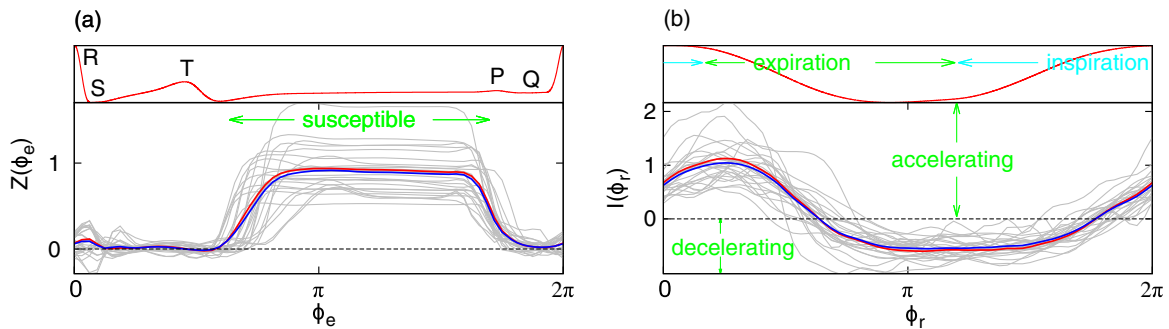 (a)
R
S
T
P
Q
susceptible
Z(ϕe)
1
0
0
π
2π
ϕe
(b)
expiration
inspiration
2
1
0
I(ϕr)
accelerating
decelerating
0
π
2π
ϕr